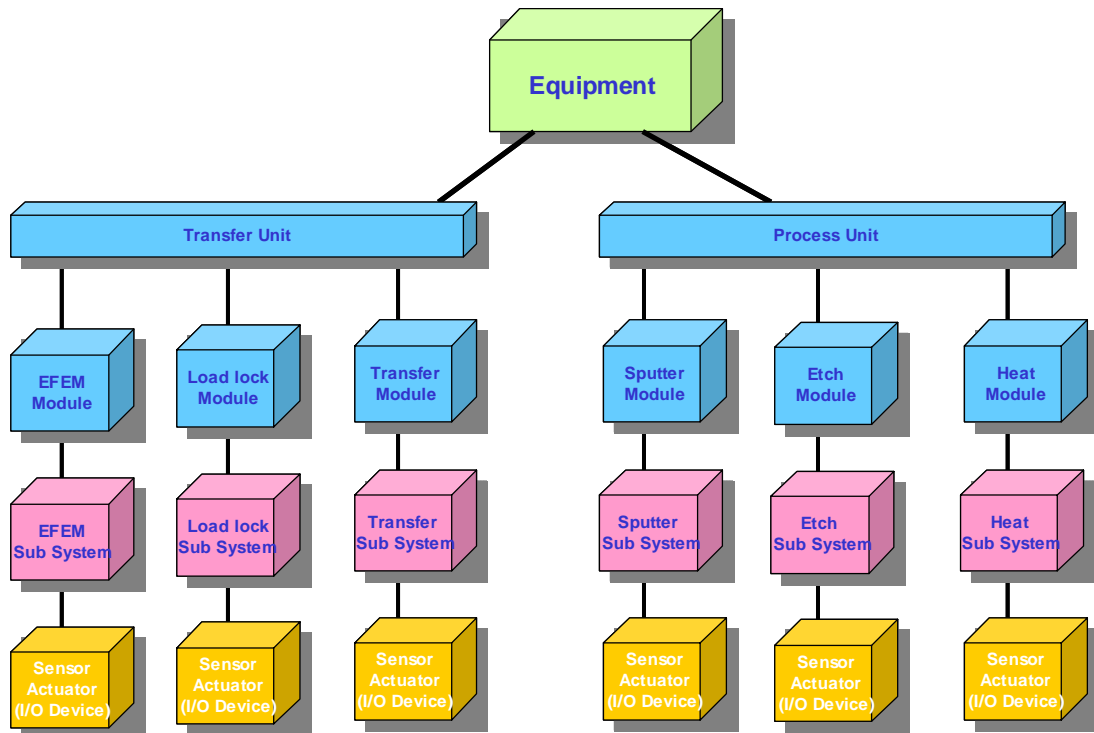 Equipment
Transfer Unit
Process Unit
EFEM
Module
Load lock
Module
Transfer
Module
Sputter
Module
Etch
Module
Heat
Module
EFEM
Sub System
Load lock
Sub System
Transfer
Sub System
Sputter
Sub System
Etch
Sub System
Heat
Sub System
Sensor
Actuator
(I/O Device)
Sensor
Actuator
(I/O Device)
Sensor
Actuator
(I/O Device)
Sensor
Actuator
(I/O Device)
Sensor
Actuator
(I/O Device)
Sensor
Actuator
(I/O Device)